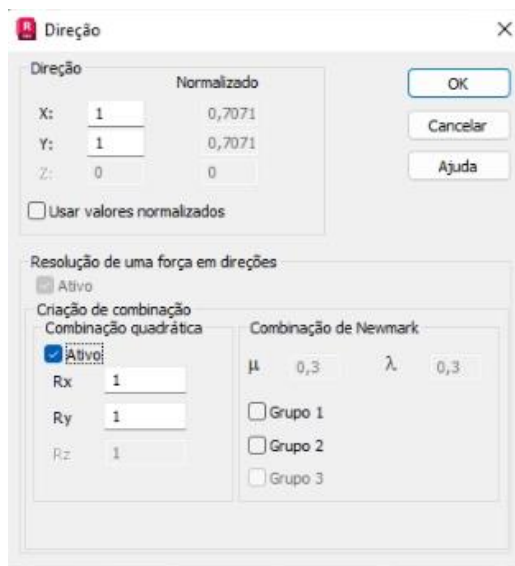 Direção
Direção
Normalizado
X: 1 0,7071
Y: 1 0,7071
Z: 0 0
Usar valores normalizados
OK
Cancelar
Ajuda
Resolução de uma força em direções
Ativo
Criação de combinação
Combinação quadrática
Ativo
Rx 1
Ry 1
Rz 1
Combinação de Newmark
µ 0,3 λ 0,3
Grupo 1
Grupo 2
Grupo 3